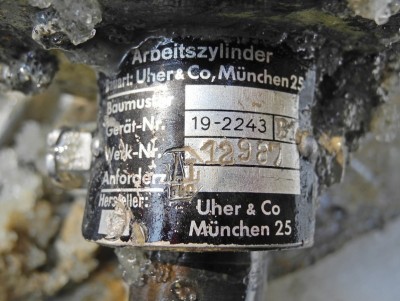 Arbeitszylinder
Uher & Co, München 25
Baumuster
Gerät-Nr. 19-2243
Werk-Nr. 12987
Anforderz.
Hersteller: Uher & Co
München 25